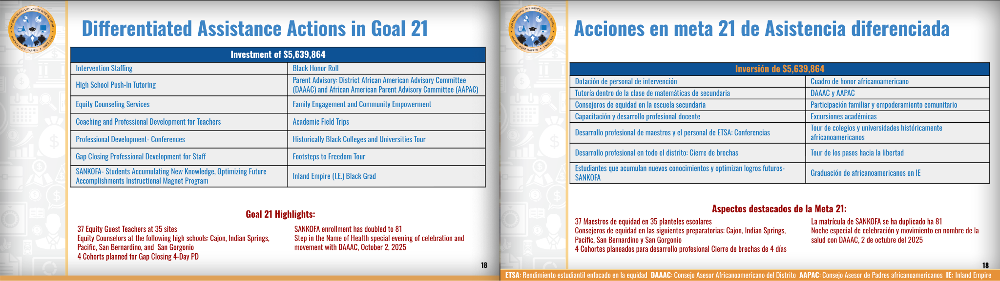 SAN BERNARDINO CITY UNIFIED SCHOOL DISTRICT
MAKING HOPE HAPPEN • SINCE 1964
Differentiated Assistance Actions in Goal 21
Investment of $5,639,864
Intervention Staffing
Black Honor Roll
High School Push-In Tutoring
Parent Advisory: District African American Advisory Committee
(DAAAC) and African American Parent Advisory Committee (AAPAC)
Equity Counseling Services
Family Engagement and Community Empowerment
Coaching and Professional Development for Teachers
Academic Field Trips
Professional Development- Conferences
Historically Black Colleges and Universities Tour
Gap Closing Professional Development for Staff
Footsteps to Freedom Tour
SANKOFA- Students Accumulating New Knowledge, Optimizing Future
Accomplishments Instructional Magnet Program
Inland Empire (I.E.) Black Grad
Goal 21 Highlights:
37 Equity Guest Teachers at 35 sites
Equity Counselors at the following high schools: Cajon, Indian Springs,
Pacific, San Bernardino, and San Gorgonio
4 Cohorts planned for Gap Closing 4-Day PD
SANKOFA enrollment has doubled to 81
Step in the Name of Health special evening of celebration and
movement with DAAAC, October 2, 2025
18
SAN BERNARDINO CITY UNIFIED SCHOOL DISTRICT
MAKING HOPE HAPPEN • SINCE 1964
Acciones en meta 21 de Asistencia diferenciada
Inversión de $5,639,864
Dotación de personal de intervención
Cuadro de honor africanoamericano
Tutoría dentro de la clase de matemáticas de secundaria
DAAAC y AAPAC
Consejeros de equidad en la escuela secundaria
Participación familiar y empoderamiento comunitario
Capacitación y desarrollo profesional docente
Excursiones académicas
Desarrollo profesional de maestros y el personal de ETSA: Conferencias
Tour de colegios y universidades históricamente
africanoamericanos
Desarrollo profesional en todo el distrito: Cierre de brechas
Tour de los pasos hacia la libertad
Estudiantes que acumulan nuevos conocimientos y optimizan logros futuros-
SANKOFA
Graduación de africanoamericanos en IE
Aspectos destacados de la Meta 21:
37 Maestros de equidad en 35 planteles escolares
Consejeros de equidad en las siguientes preparatorias: Cajon, Indian Springs,
Pacific, San Bernardino y San Gorgonio
4 Cohortes planeados para desarrollo profesional Cierre de brechas de 4 días
La matrícula de SANKOFA se ha duplicado ha 81
Noche especial de celebración y movimiento en nombre de la
salud con DAAAC, 2 de octubre del 2025
18
ETSA: Rendimiento estudiantil enfocado en la equidad DAAAC: Consejo Asesor Africanoamericano del Distrito AAPAC: Consejo Asesor de Padres africanoamericanos IE: Inland Empire